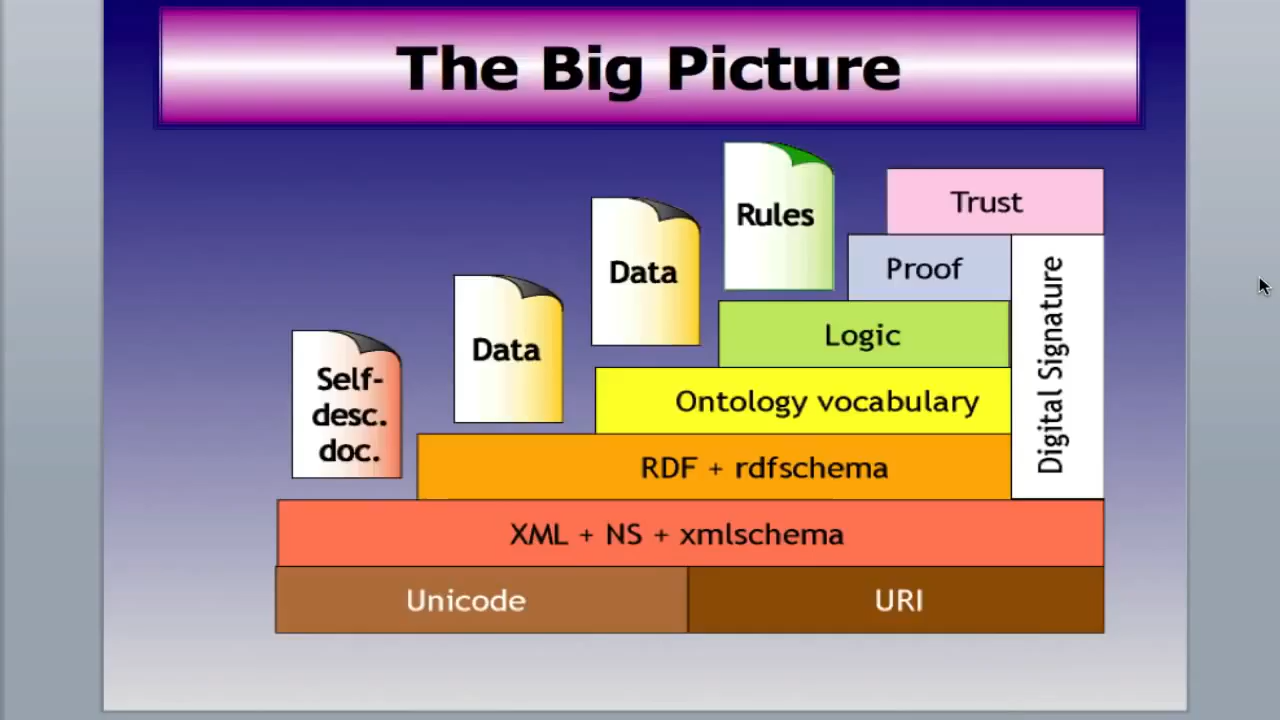 The Big Picture
Trust
Rules
Proof
Data
Logic
Digital Signature
Data
Ontology vocabulary
Self-
desc.
doc.
RDF + rdfschema
XML + NS + xmlschema
Unicode
URI